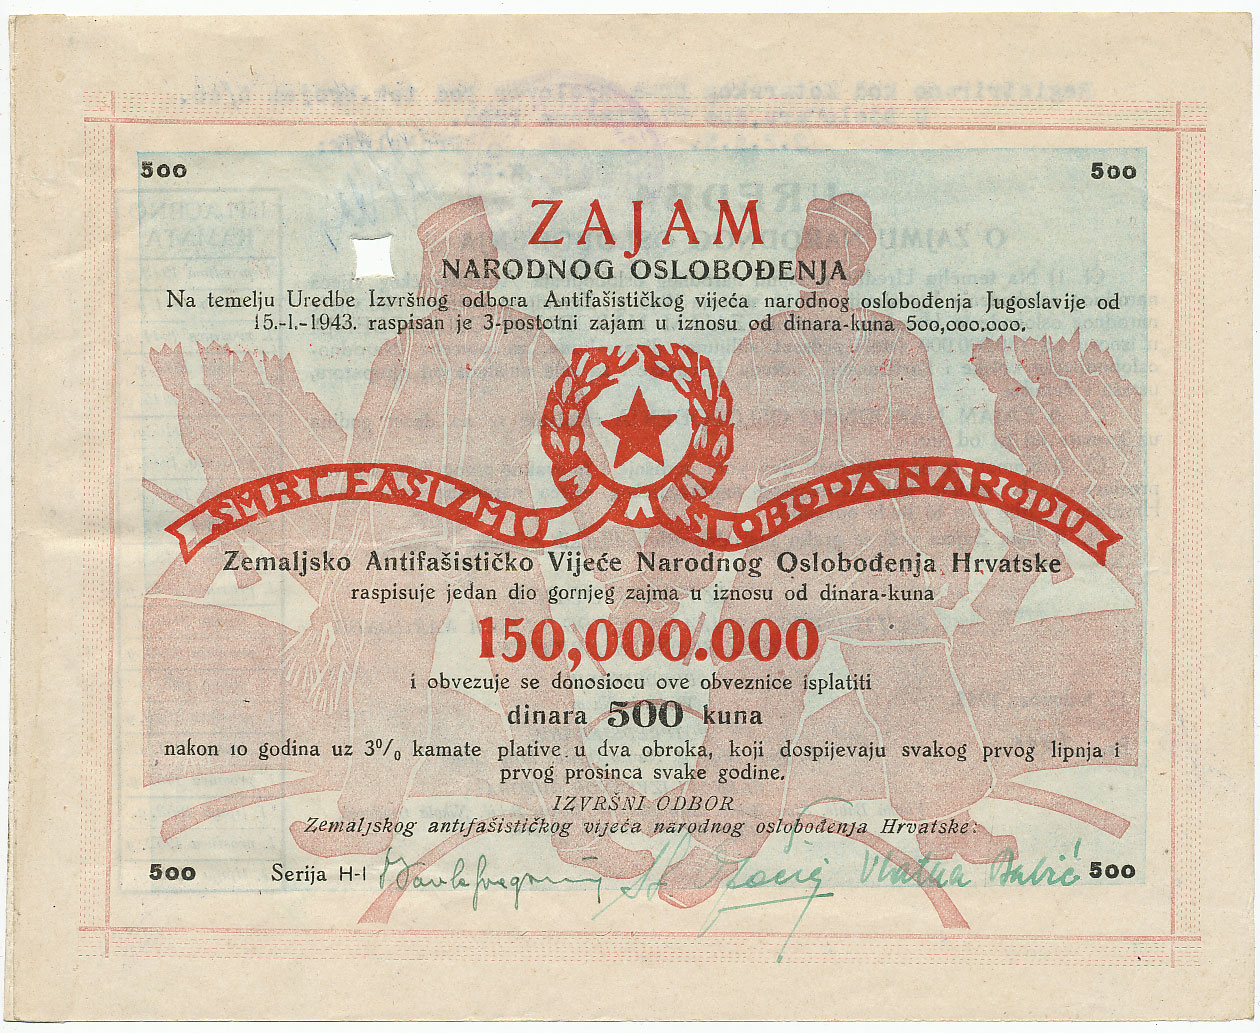 500
500
ZAJAM
NARODNOG OSLOBOĐENJA
Na temelju Uredbe Izvršnog odbora Antifašističkog vijeća narodnog oslobođenja Jugoslavije od
15.-I.-1943. raspisan je 3-postotni zajam u iznosu od dinara-kuna 500,000.000.
SMRT FAŠIZMU
SLOBODA NARODU
Zemaljsko Antifašističko Vijeće Narodnog Oslobođenja Hrvatske
raspisuje jedan dio gornjeg zajma u iznosu od dinara-kuna
150,000.000
i obvezuje se donosiocu ove obveznice isplatiti
dinara 500 kuna
nakon 10 godina uz 3% kamate plative u dva obroka, koji dospijevaju svakog prvog lipnja i
prvog prosinca svake godine.
IZVRŠNI ODBOR
Zemaljskog antifašističkog vijeća narodnog oslobođenja Hrvatske:
500
Serija H-I
500